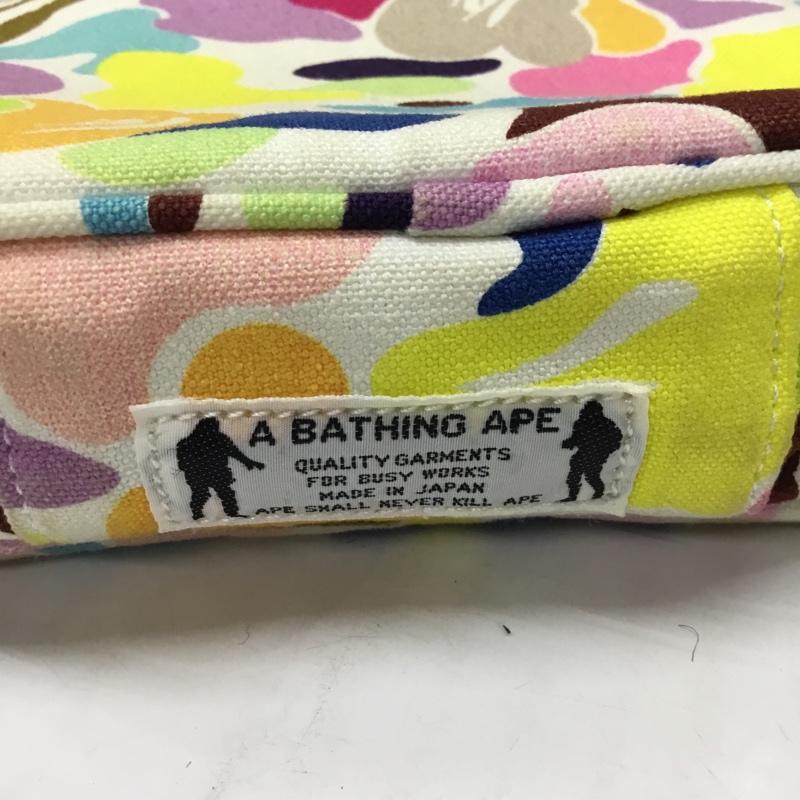 A BATHING APE
QUALITY GARMENTS
FOR BUSY WORKS
MADE IN JAPAN
APE SHALL NEVER KILL APE